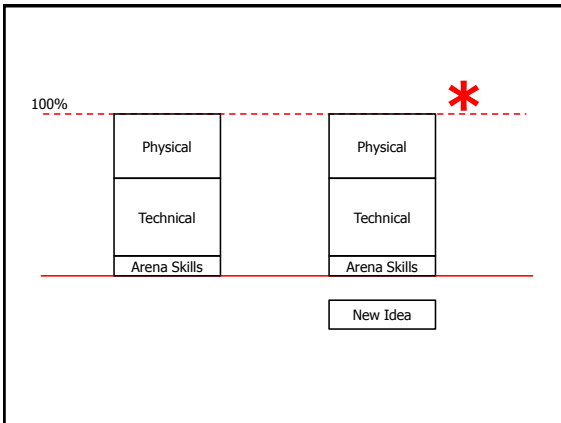 100%
Physical
Physical
Technical
Technical
Arena Skills
Arena Skills
New Idea